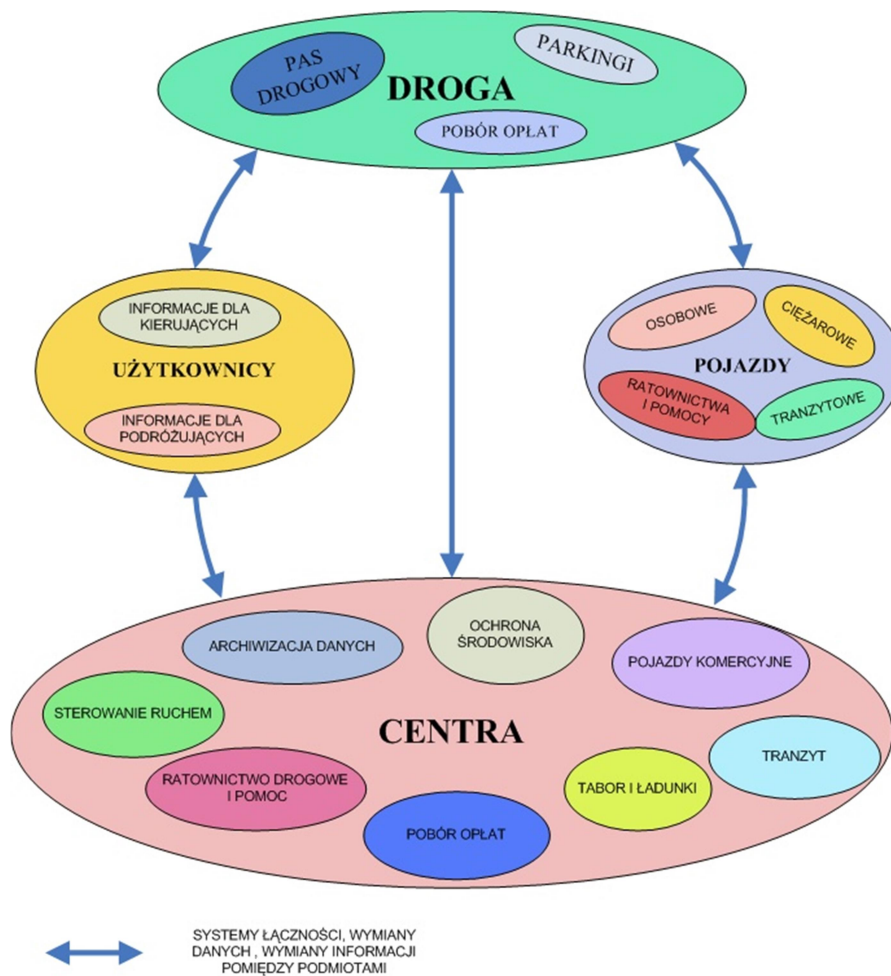 PAS
DROGOWY
PARKINGI
DROGA
POBÓR OPŁAT
INFORMACJE DLA
KIERUJĄCYCH
UŻYTKOWNICY
INFORMACJE DLA
PODRÓŻUJĄCYCH
OSOBOWE
CIĘŻAROWE
POJAZDY
RATOWNICTWA
I POMOCY
TRANZYTOWE
OCHRONA
ŚRODOWISKA
ARCHIWIZACJA DANYCH
POJAZDY KOMERCYJNE
STEROWANIE RUCHEM
CENTRA
TRANZYT
RATOWNICTWO DROGOWE
I POMOC
TABOR I ŁADUNKI
POBÓR OPŁAT
SYSTEMY ŁĄCZNOŚCI, WYMIANY
DANYCH , WYMIANY INFORMACJI
POMIĘDZY PODMIOTAMI